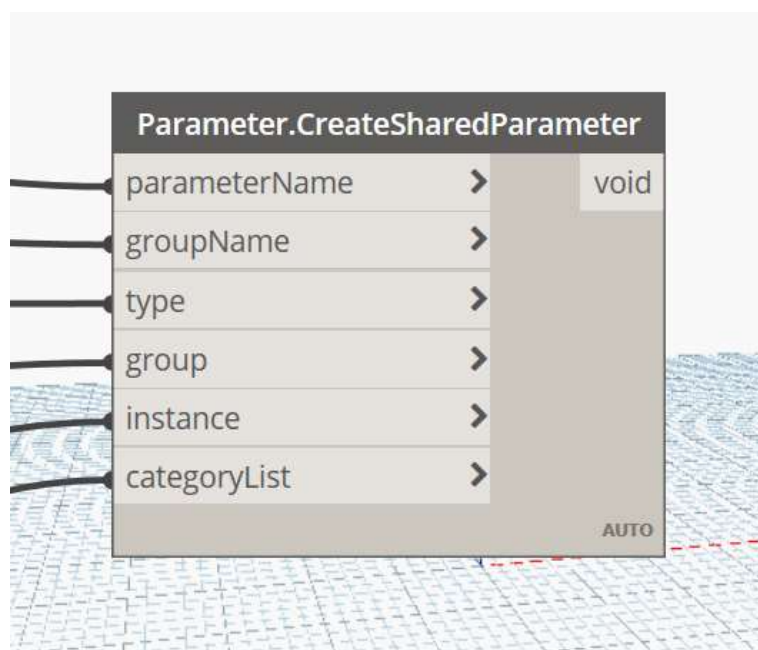 Parameter.CreateSharedParameter
parameterName void
groupName
type
group
instance
categoryList
AUTO